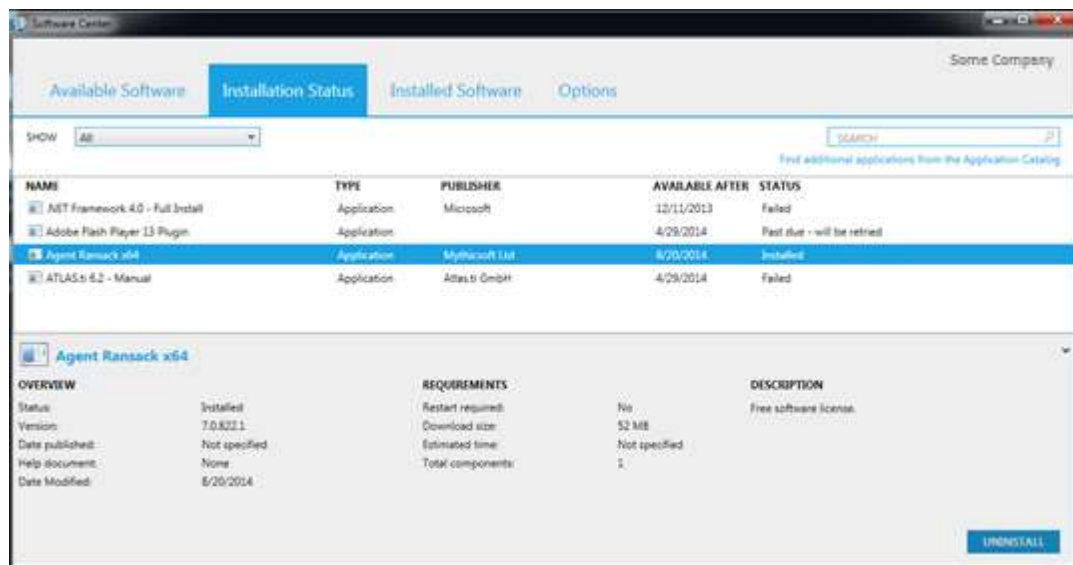 Software Center
Some Company
Available Software Installation Status Installed Software Options
SHOW All SEARCH
Find additional applications from the Application Catalog
NAME TYPE PUBLISHER AVAILABLE AFTER STATUS
.NET Framework 4.0 - Full Install Application Microsoft 12/11/2013 Failed
Adobe Flash Player 13 Plugin Application 4/29/2014 Past due - will be retried
Agent Ransack x64 Application Mythicsoft Ltd 6/20/2014 Installed
ATLAS.ti 6.2 - Manual Application Atlas.ti GmbH 4/29/2014 Failed
Agent Ransack x64
OVERVIEW REQUIREMENTS DESCRIPTION
Status: Installed Restart required: No Free software license.
Version: 7.0.822.1 Download size: 52 MB
Date published: Not specified Estimated time: Not specified
Help document: None Total components: 1
Date Modified: 6/20/2014
UNINSTALL